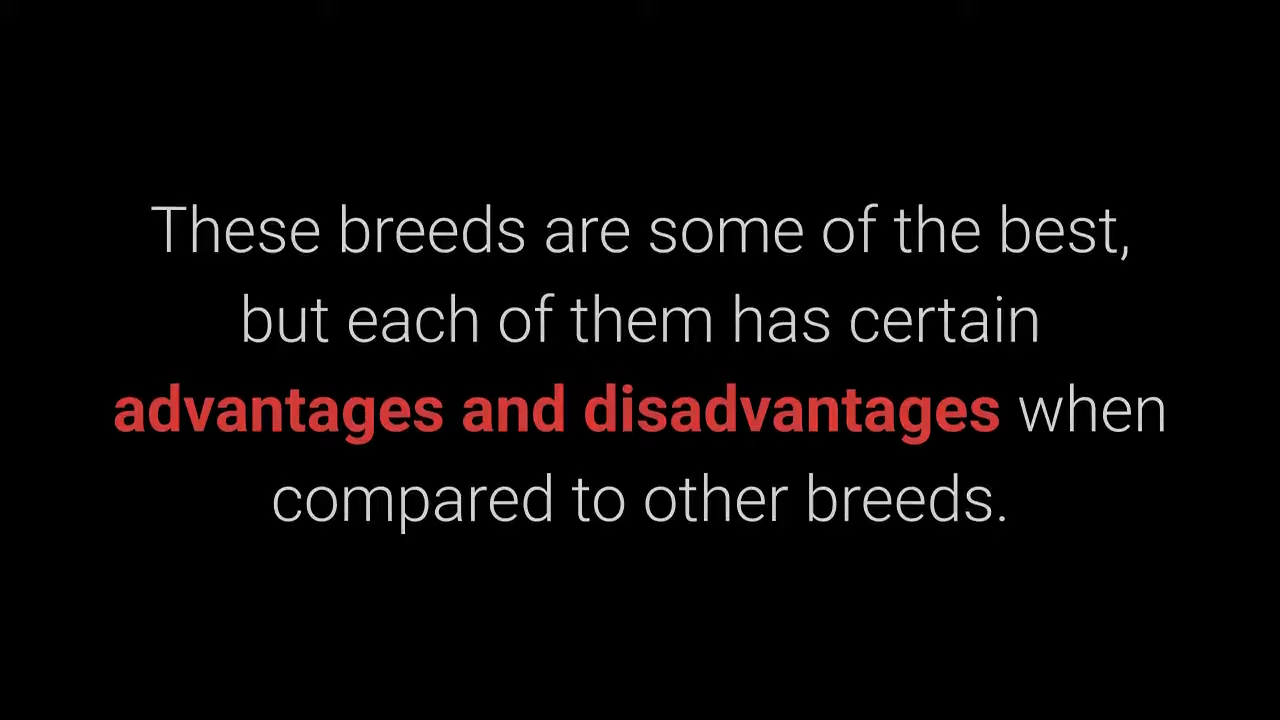 These breeds are some of the best,
but each of them has certain
advantages and disadvantages when
compared to other breeds.